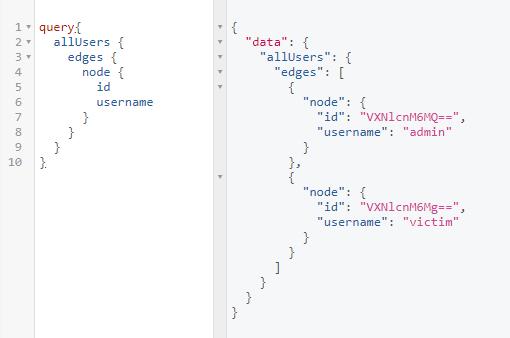 1 query{
2 allUsers {
3 edges {
4 node {
5 id
6 username
7 }
8 }
9 }
10 }
{
"data": {
"allUsers": {
"edges": [
{
"node": {
"id": "VXNlcnM6MQ==",
"username": "admin"
}
},
{
"node": {
"id": "VXNlcnM6Mg==",
"username": "victim"
}
}
]
}
}
}